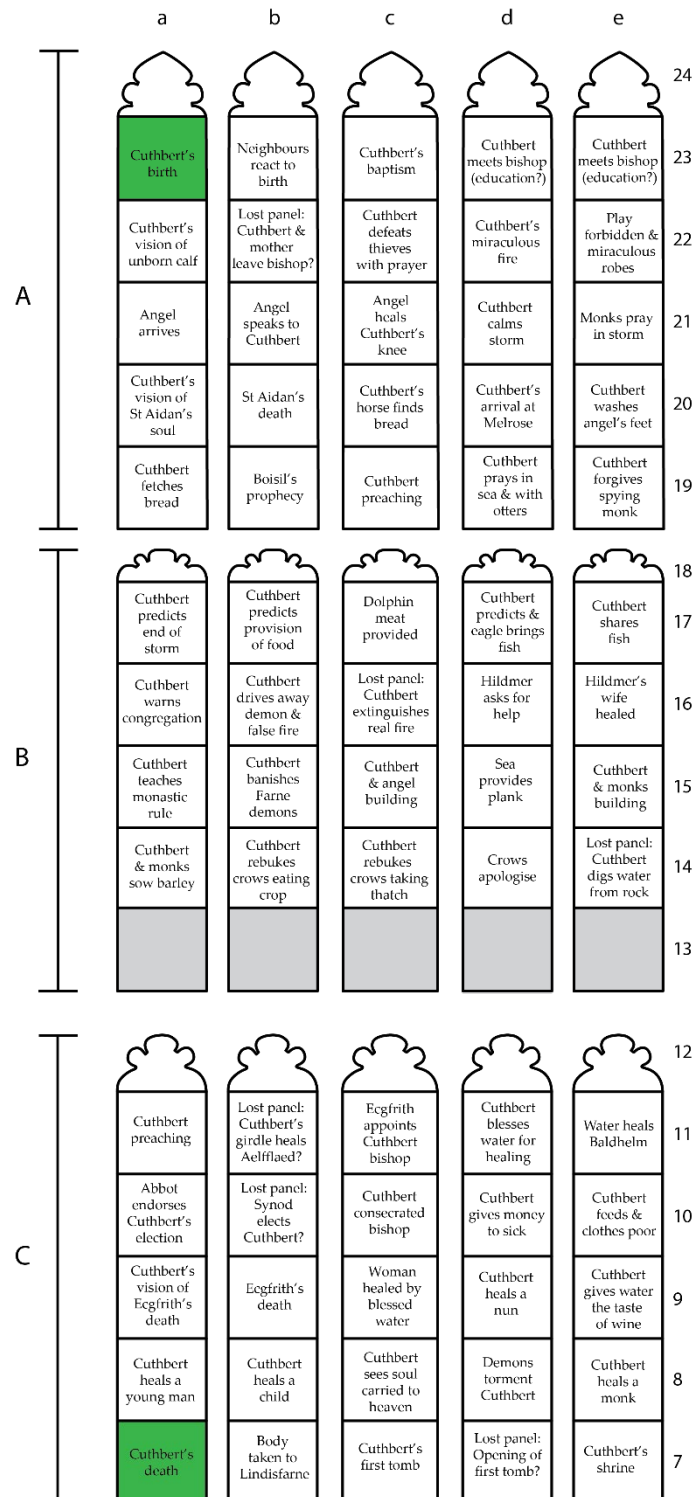 a b c d e
24
Cuthbert's
birth
Neighbours
react to
birth
Cuthbert's
baptism
Cuthbert
meets bishop
(education?)
Cuthbert
meets bishop
(education?)
23
Cuthbert's
vision of
unborn calf
Lost panel:
Cuthbert &
mother
leave bishop?
Cuthbert
defeats
thieves
with prayer
Cuthbert's
miraculous
fire
Play
forbidden &
miraculous
robes
22
A
Angel
arrives
Angel
speaks to
Cuthbert
Angel
heals
Cuthbert's
knee
Cuthbert
calms
storm
Monks pray
in storm
21
Cuthbert's
vision of
St Aidan's
soul
St Aidan's
death
Cuthbert's
horse finds
bread
Cuthbert's
arrival at
Melrose
Cuthbert
washes
angel's feet
20
Cuthbert
fetches
bread
Boisil's
prophecy
Cuthbert
preaching
Cuthbert
prays in
sea & with
otters
Cuthbert
forgives
spying
monk
19
18
Cuthbert
predicts
end of
storm
Cuthbert
predicts
provision
of food
Dolphin
meat
provided
Cuthbert
predicts &
eagle brings
fish
Cuthbert
shares
fish
17
Cuthbert
warns
congregation
Cuthbert
drives away
demon &
false fire
Lost panel:
Cuthbert
extinguishes
real fire
Hildmer
asks for
help
Hildmer's
wife
healed
16
B
Cuthbert
teaches
monastic
rule
Cuthbert
banishes
Farne
demons
Cuthbert
& angel
building
Sea
provides
plank
Cuthbert
& monks
building
15
Cuthbert
& monks
sow barley
Cuthbert
rebukes
crows eating
crop
Cuthbert
rebukes
crows taking
thatch
Crows
apologise
Lost panel:
Cuthbert
digs water
from rock
14
13
12
Cuthbert
preaching
Lost panel:
Cuthbert's
girdle heals
Aelfflaed?
Ecgfrith
appoints
Cuthbert
bishop
Cuthbert
blesses
water for
healing
Water heals
Baldhelm
11
Abbot
endorses
Cuthbert's
election
Lost panel:
Synod
elects
Cuthbert?
Cuthbert
consecrated
bishop
Cuthbert
gives money
to sick
Cuthbert
feeds &
clothes poor
10
C
Cuthbert's
vision of
Ecgfrith's
death
Ecgfrith's
death
Woman
healed by
blessed
water
Cuthbert
heals a
nun
Cuthbert
gives water
the taste
of wine
9
Cuthbert
heals a
young man
Cuthbert
heals a
child
Cuthbert
sees soul
carried to
heaven
Demons
torment
Cuthbert
Cuthbert
heals a
monk
8
Cuthbert's
death
Body
taken to
Lindisfarne
Cuthbert's
first tomb
Lost panel:
Opening of
first tomb?
Cuthbert's
shrine
7